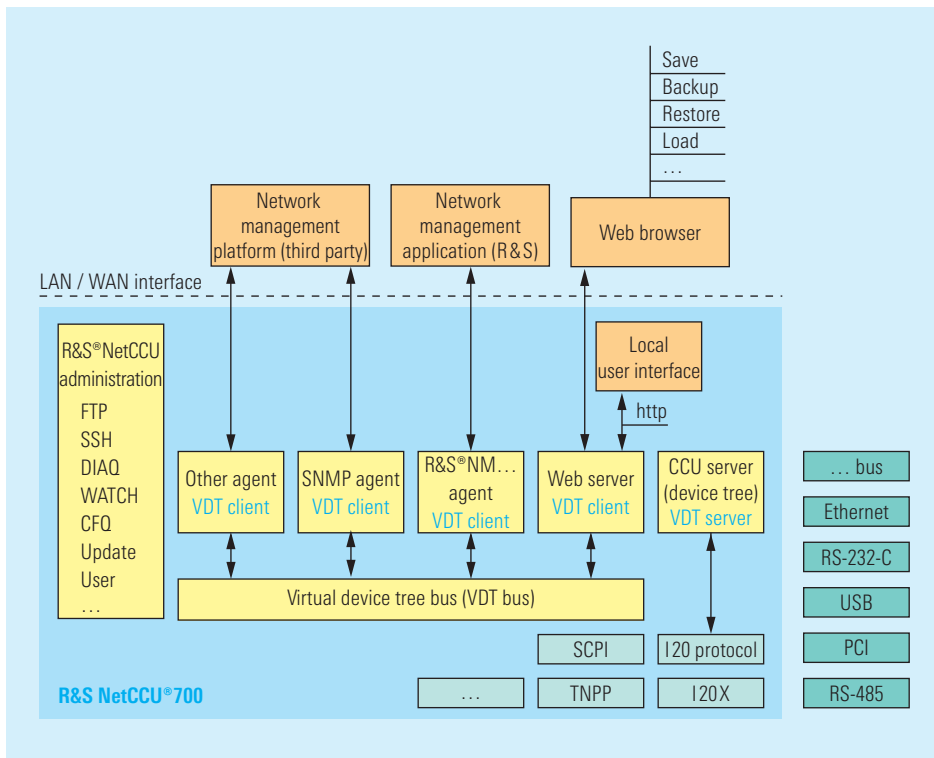 Save
Backup
Restore
Load
...
Network
management
platform (third party)
Network
management
application (R&S)
Web browser
LAN / WAN interface
R&S®NetCCU
administration
FTP
SSH
DIAQ
WATCH
CFQ
Update
User
...
Local
user interface
http
Other agent
VDT client
SNMP agent
VDT client
R&S®NM...
agent
VDT client
Web server
VDT client
CCU server
(device tree)
VDT server
Virtual device tree bus (VDT bus)
SCPI
I20 protocol
...
TNPP
I20X
R&S NetCCU®700
... bus
Ethernet
RS-232-C
USB
PCI
RS-485